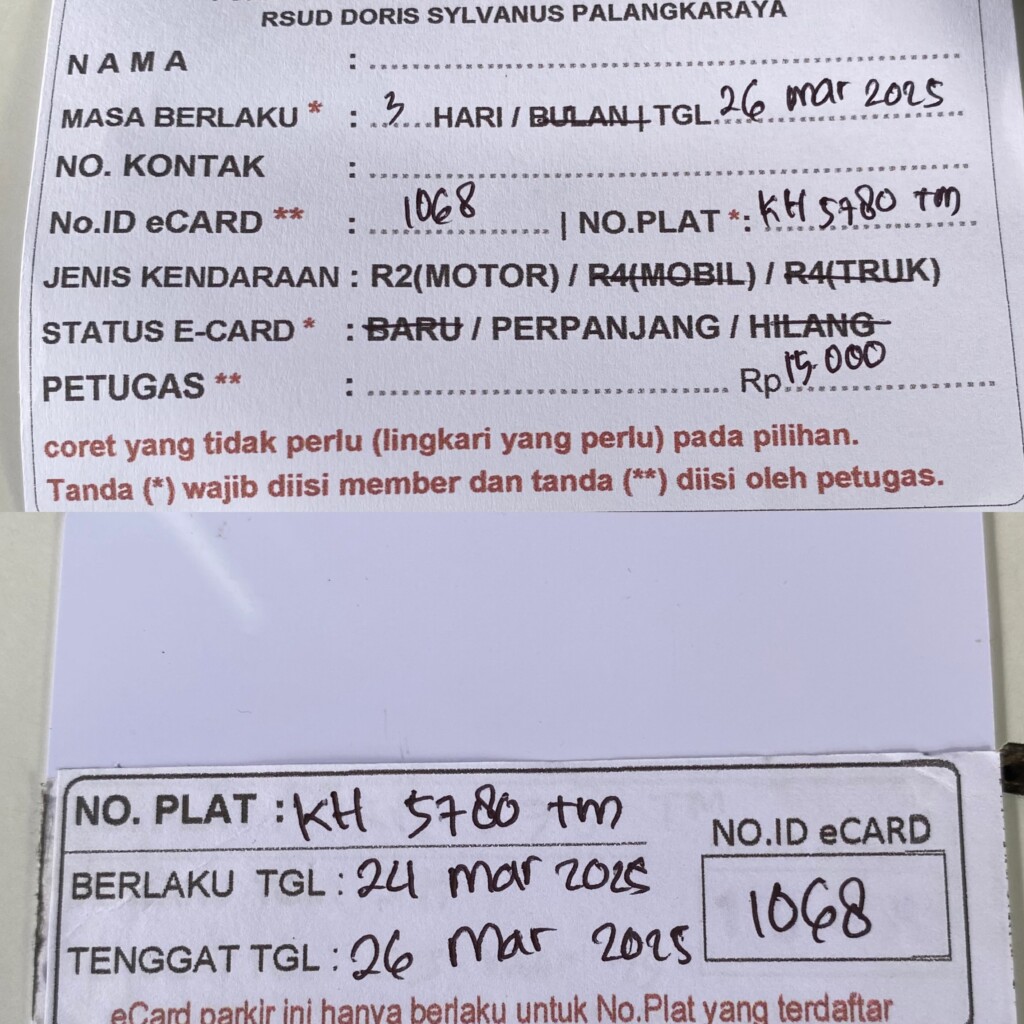 RSUD DORIS SYLVANUS PALANGKARAYA
N A M A :
MASA BERLAKU * : 3 HARI / BULAN / TGL 26 mar 2025
NO. KONTAK :
No.ID eCARD ** : 1068 | NO.PLAT *: KH 5780 tm
JENIS KENDARAAN : R2(MOTOR) / R4(MOBIL) / R4(TRUK)
STATUS E-CARD * : BARU / PERPANJANG / HILANG
PETUGAS ** : Rp 15.000
coret yang tidak perlu (lingkari yang perlu) pada pilihan.
Tanda (*) wajib diisi member dan tanda (**) diisi oleh petugas.
NO. PLAT : KH 5780 tm
NO.ID eCARD
BERLAKU TGL : 24 mar 2025
1068
TENGGAT TGL : 26 Mar 2025
eCard parkir ini hanya berlaku untuk No.Plat yang terdaftar